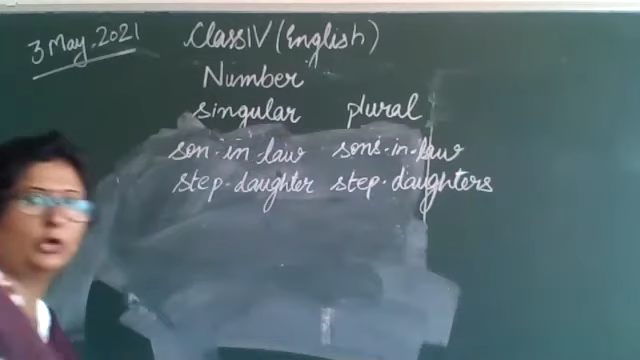 3 May, 2021
Class IV (English)
Number
singular plural
son-in-law sons-in-law
step-daughter step-daughters